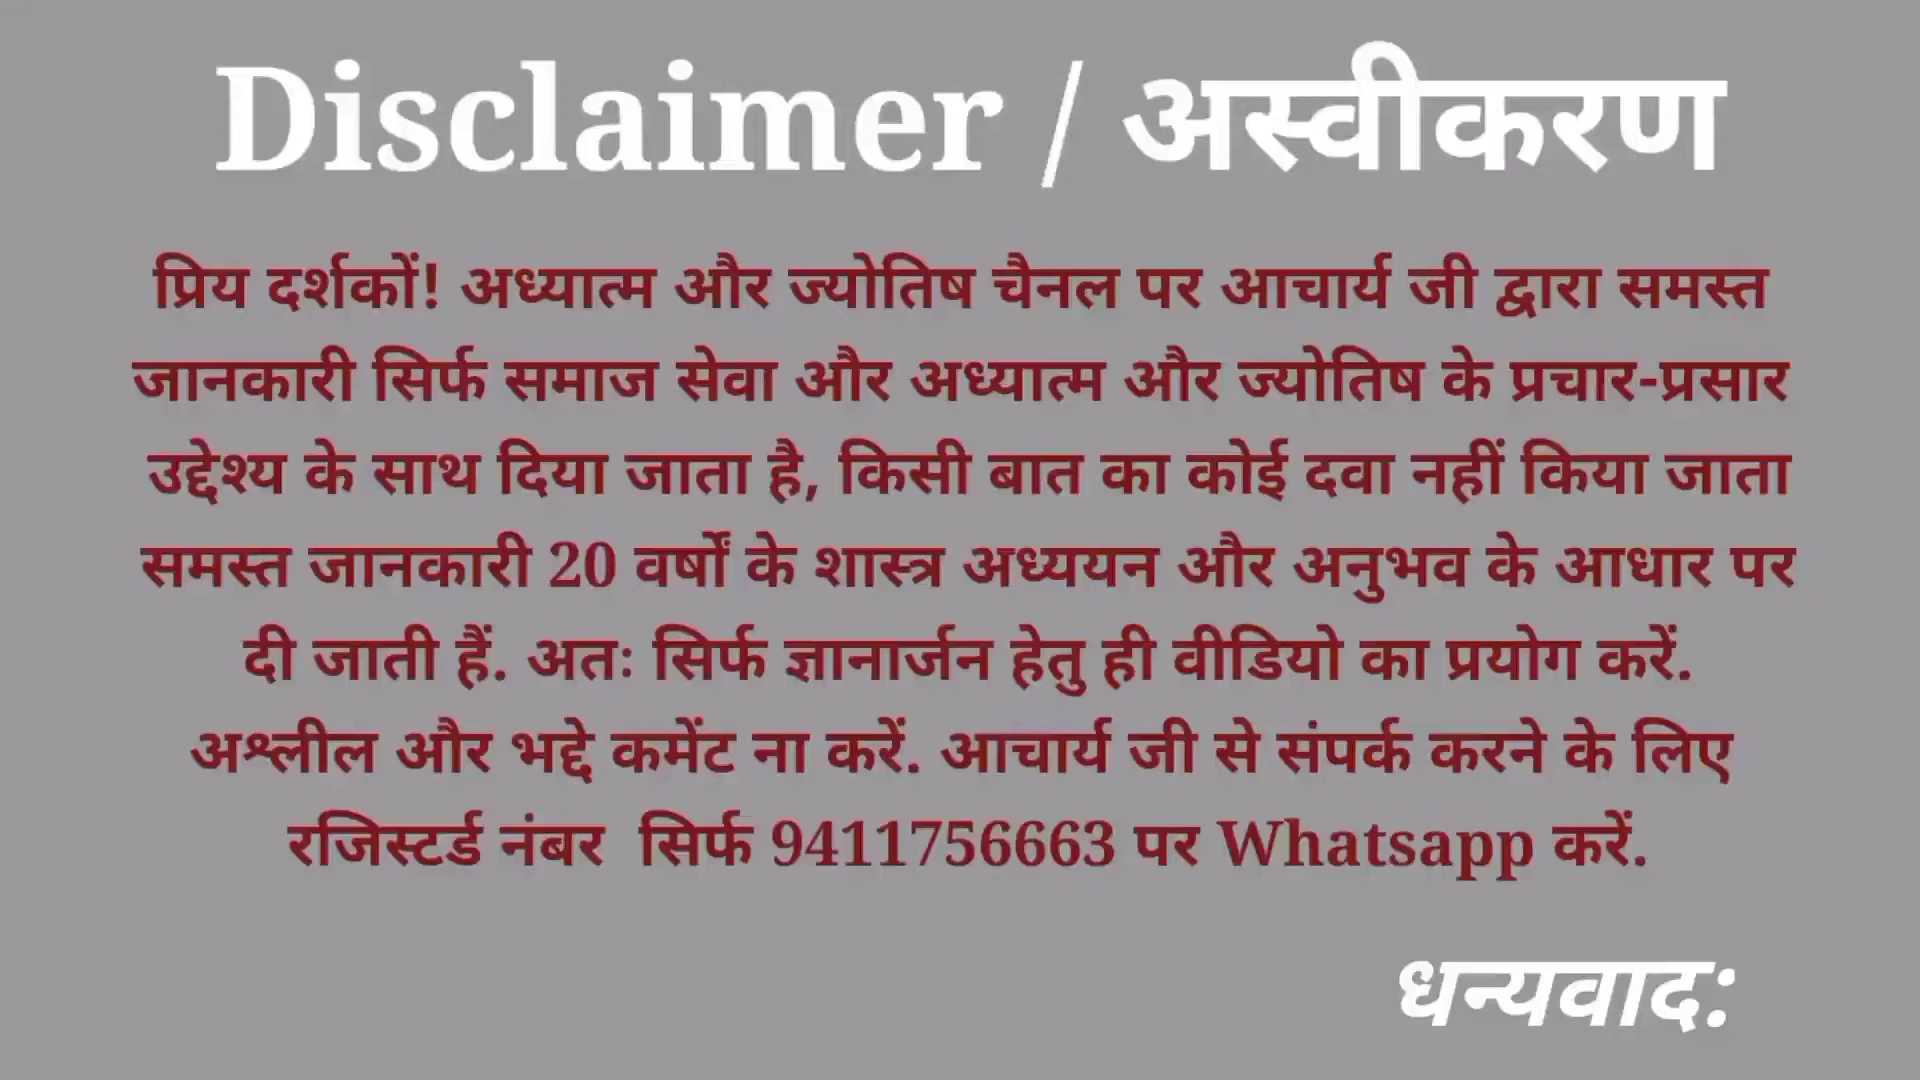 Disclaimer / अस्वीकरण
प्रिय दर्शकों! अध्यात्म और ज्योतिष चैनल पर आचार्य जी द्वारा समस्त
जानकारी सिर्फ समाज सेवा और अध्यात्म और ज्योतिष के प्रचार-प्रसार
उद्देश्य के साथ दिया जाता है, किसी बात का कोई दवा नहीं किया जाता
समस्त जानकारी 20 वर्षों के शास्त्र अध्ययन और अनुभव के आधार पर
दी जाती हैं. अतः सिर्फ ज्ञानार्जन हेतु ही वीडियो का प्रयोग करें.
अश्लील और भद्दे कमेंट ना करें. आचार्य जी से संपर्क करने के लिए
रजिस्टर्ड नंबर  सिर्फ 9411756663 पर Whatsapp करें.
धन्यवाद: